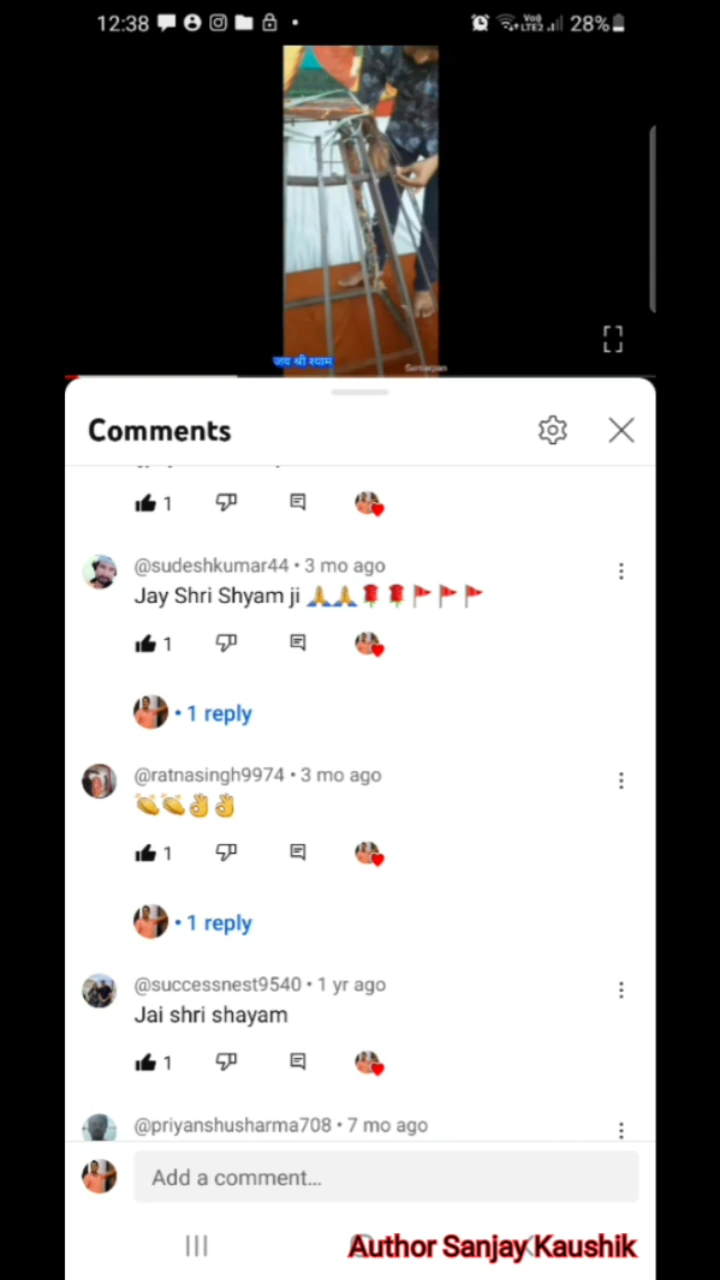 12:38
28%
जय श्री श्याम
Comments
1
@sudeshkumar44 • 3 mo ago
Jay Shri Shyam ji 🙏🙏🌹🌹🚩🚩🚩
1
• 1 reply
@ratnasingh9974 • 3 mo ago
👏👏👌👌
1
• 1 reply
@successnest9540 • 1 yr ago
Jai shri shayam
1
@priyanshusharma708 • 7 mo ago
Add a comment...
Author Sanjay Kaushik